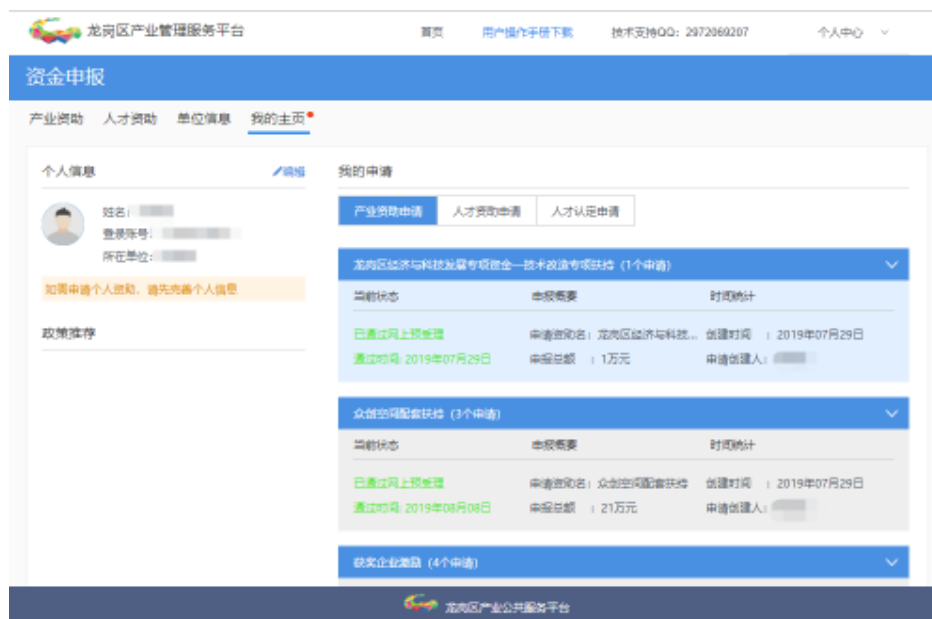 龙岗区产业管理服务平台
首页 用户操作手册下载 技术支持QQ：2972069207 个人中心
资金申报
产业资助 人才资助 单位信息 我的主页
个人信息 编辑
姓名：
登录账号：
所在单位：
如需申请个人资助，请先完善个人信息
政策推荐
我的申请
产业资助申请 人才资助申请 人才认定申请
龙岗区经济与科技发展专项资金—技术改造专项扶持（1个申请）
当前状态 申报概要 时间统计
已通过网上预受理 申请资助名：龙岗区经济与科技... 创建时间：2019年07月29日
通过时间：2019年07月29日 申报总额：1万元 申请创建人：
众创空间配套扶持（3个申请）
当前状态 申报概要 时间统计
已通过网上预受理 申请资助名：众创空间配套扶持 创建时间：2019年07月29日
通过时间：2019年08月08日 申报总额：21万元 申请创建人：
获奖企业激励（4个申请）
龙岗区产业公共服务平台